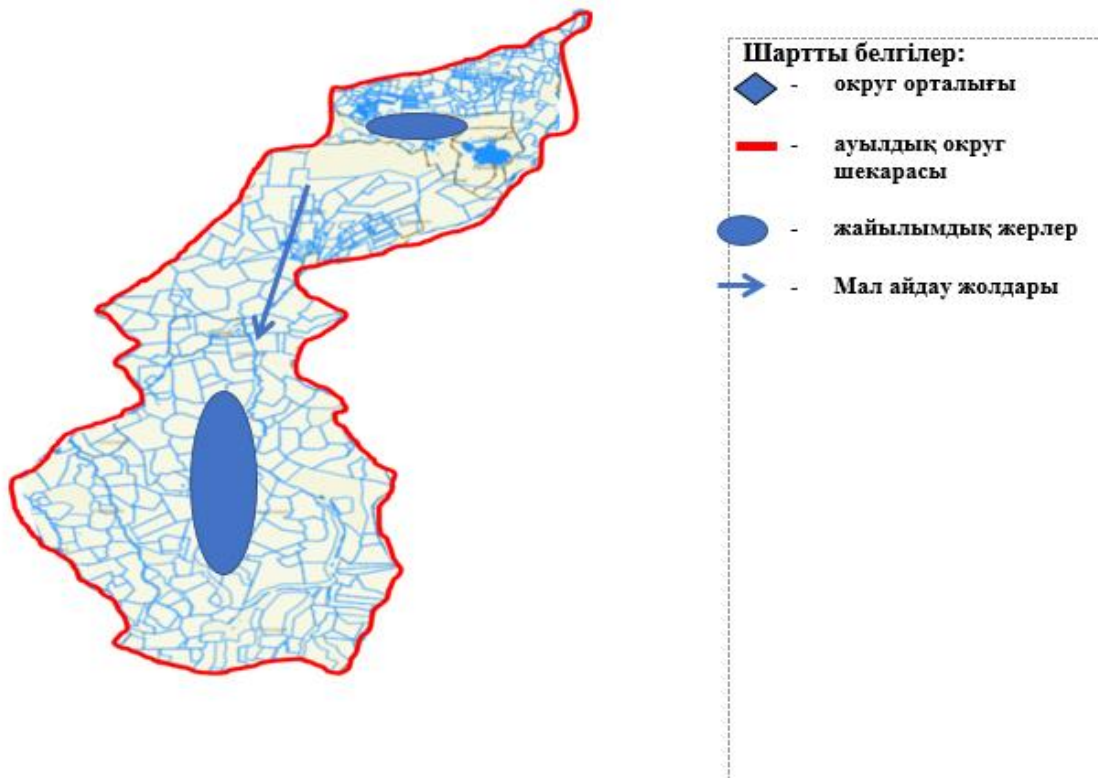 Шартты белгілер:
- округ орталығы
- ауылдық округ
шекарасы
- жайылымдық жерлер
- Мал айдау жолдары